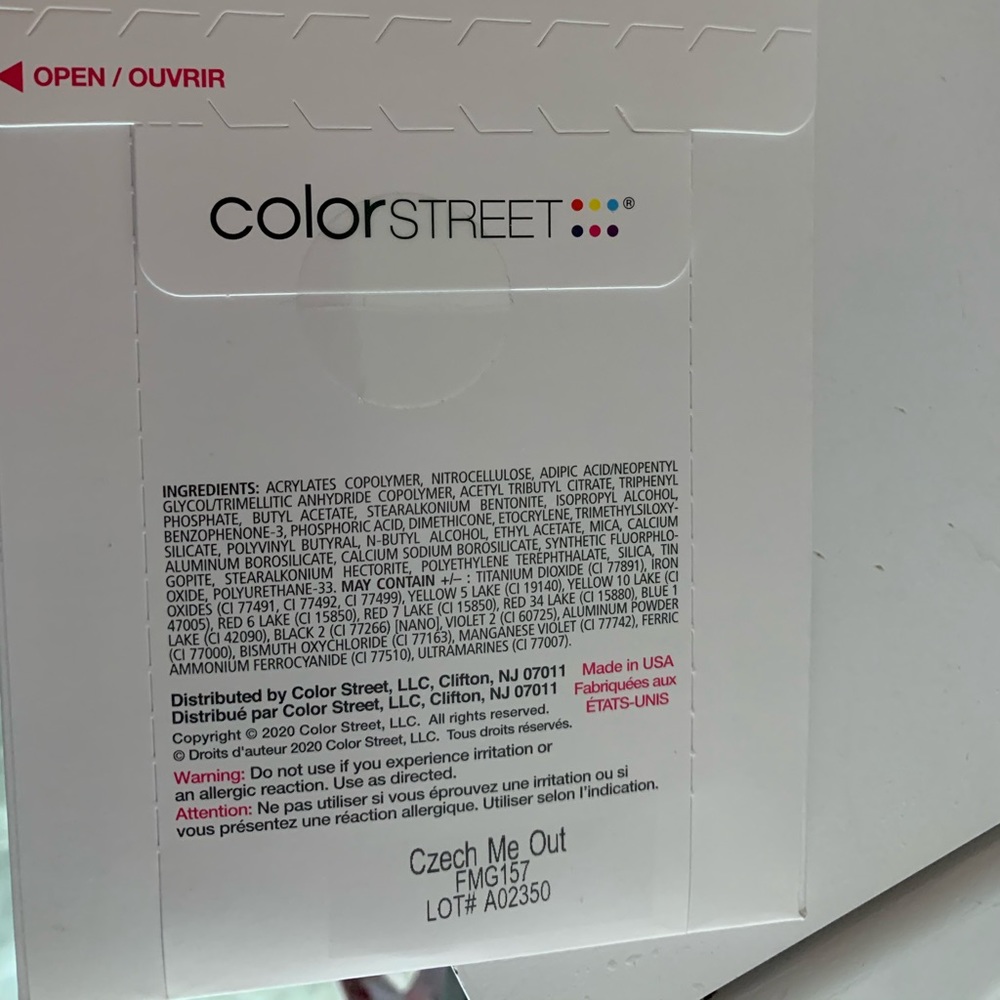 OPEN / OUVRIR
colorSTREET®
INGREDIENTS: ACRYLATES COPOLYMER, NITROCELLULOSE, ADIPIC ACID/NEOPENTYL
GLYCOL/TRIMELLITIC ANHYDRIDE COPOLYMER, ACETYL TRIBUTYL CITRATE, TRIPHENYL
PHOSPHATE, BUTYL ACETATE, STEARALKONIUM BENTONITE, ISOPROPYL ALCOHOL,
BENZOPHENONE-3, PHOSPHORIC ACID, DIMETHICONE, ETOCRYLENE, TRIMETHYLSILOXY-
SILICATE, POLYVINYL BUTYRAL, N-BUTYL ALCOHOL, ETHYL ACETATE, MICA, CALCIUM
ALUMINUM BOROSILICATE, CALCIUM SODIUM BOROSILICATE, SYNTHETIC FLUORPHLO-
GOPITE, STEARALKONIUM HECTORITE, POLYETHYLENE TEREPHTHALATE, SILICA, TIN
OXIDE, POLYURETHANE-33. MAY CONTAIN +/– : TITANIUM DIOXIDE (CI 77891), IRON
OXIDES (CI 77491, CI 77492, CI 77499), YELLOW 5 LAKE (CI 19140), YELLOW 10 LAKE (CI
47005), RED 6 LAKE (CI 15850), RED 7 LAKE (CI 15850), RED 34 LAKE (CI 15880), BLUE 1
LAKE (CI 42090), BLACK 2 (CI 77266) [NANO], VIOLET 2 (CI 60725), ALUMINUM POWDER
(CI 77000), BISMUTH OXYCHLORIDE (CI 77163), MANGANESE VIOLET (CI 77742), FERRIC
AMMONIUM FERROCYANIDE (CI 77510), ULTRAMARINES (CI 77007).
Distributed by Color Street, LLC, Clifton, NJ 07011
Distribué par Color Street, LLC, Clifton, NJ 07011
Made in USA
Fabriquées aux
ÉTATS-UNIS
Copyright © 2020 Color Street, LLC. All rights reserved.
© Droits d'auteur 2020 Color Street, LLC. Tous droits réservés.
Warning: Do not use if you experience irritation or
an allergic reaction. Use as directed.
Attention: Ne pas utiliser si vous éprouvez une irritation ou si
vous présentez une réaction allergique. Utiliser selon l'indication.
Czech Me Out
FMG157
LOT# A02350